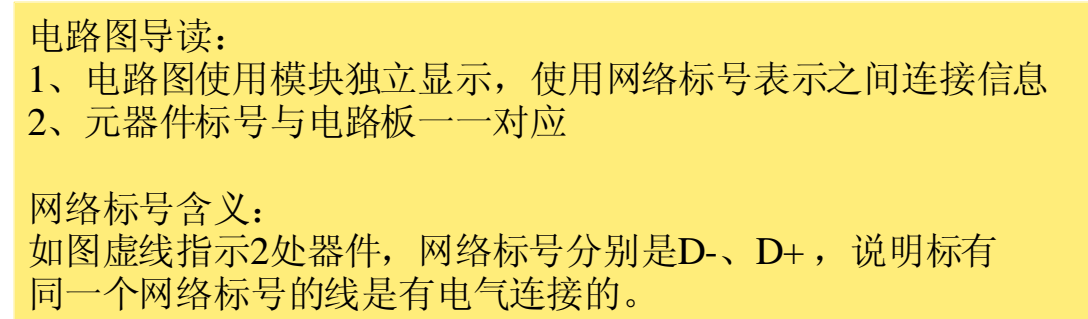 电路图导读：
1、电路图使用模块独立显示，使用网络标号表示之间连接信息
2、元器件标号与电路板一一对应
网络标号含义：
如图虚线指示2处器件，网络标号分别是D-、D+ ，说明标有
同一个网络标号的线是有电气连接的。